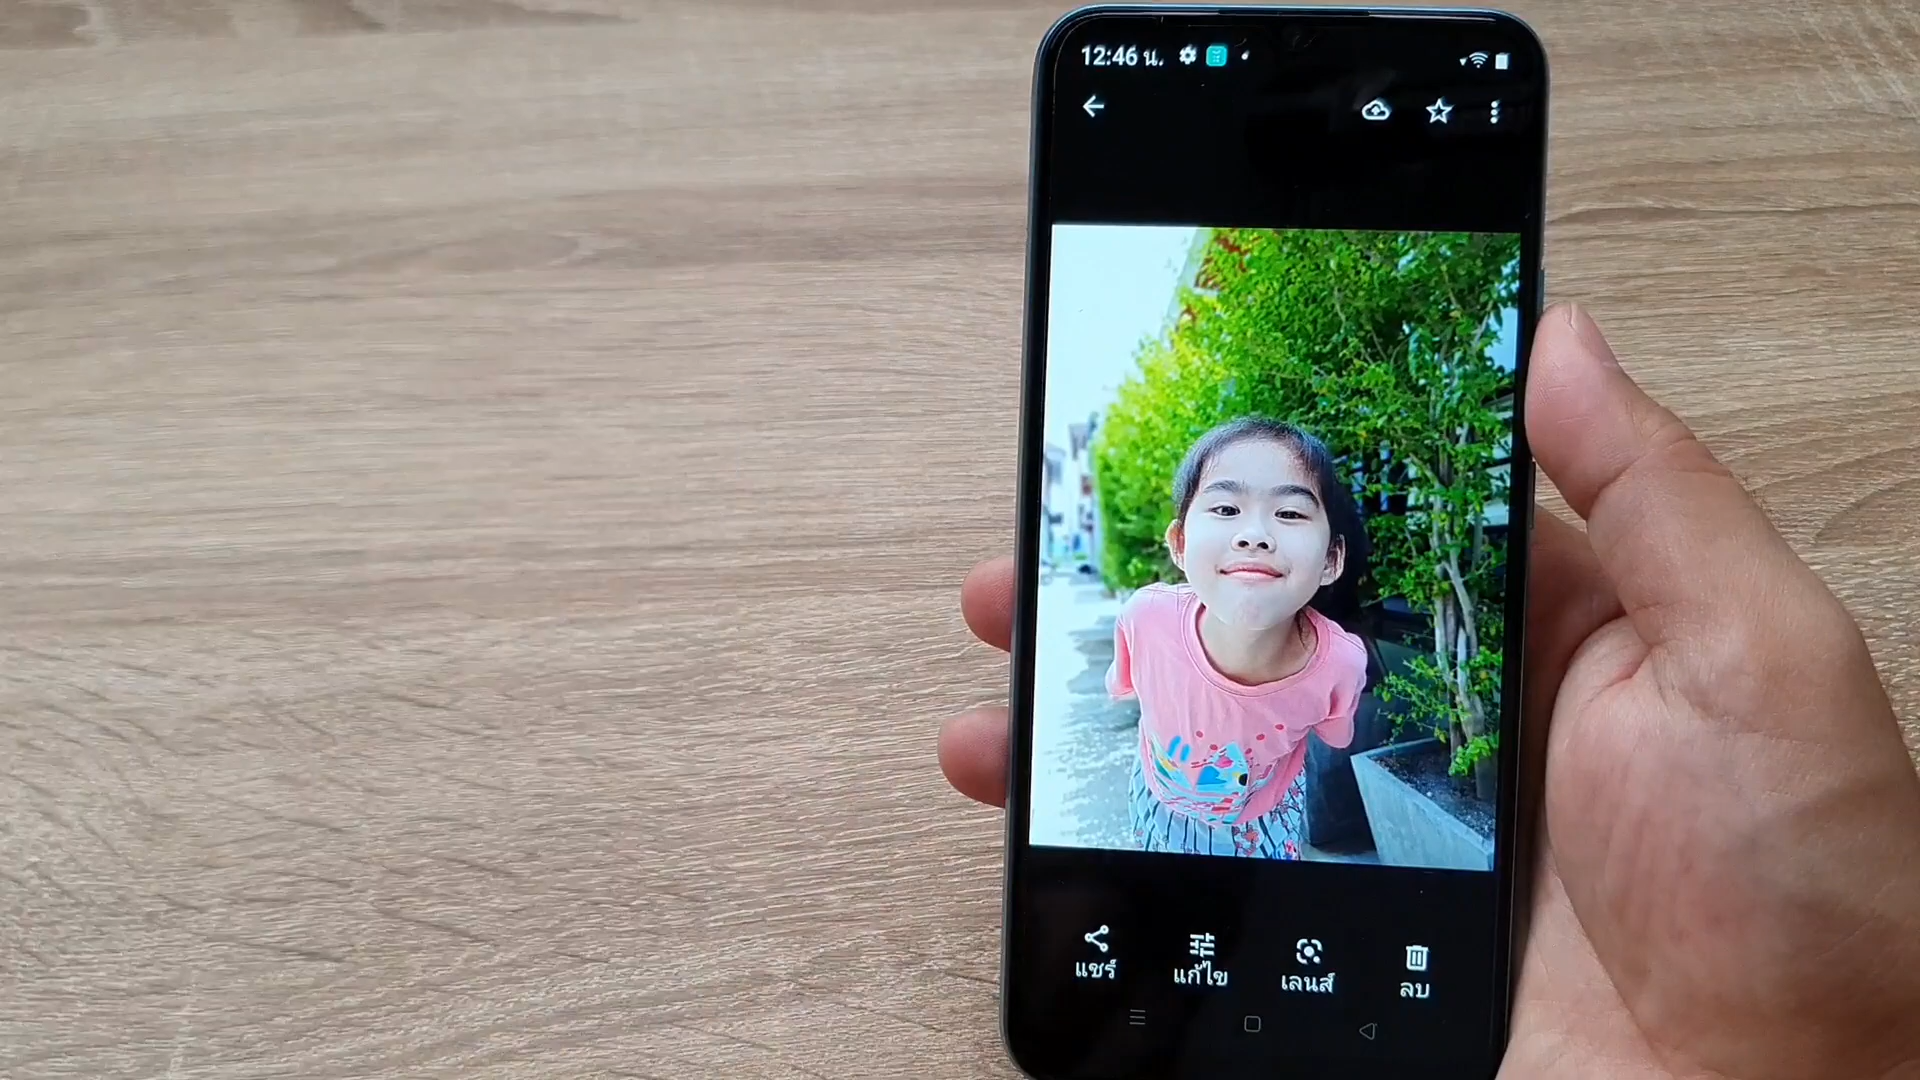 12:46 น.
แชร์
แก้ไข
เลนส์
ลบ